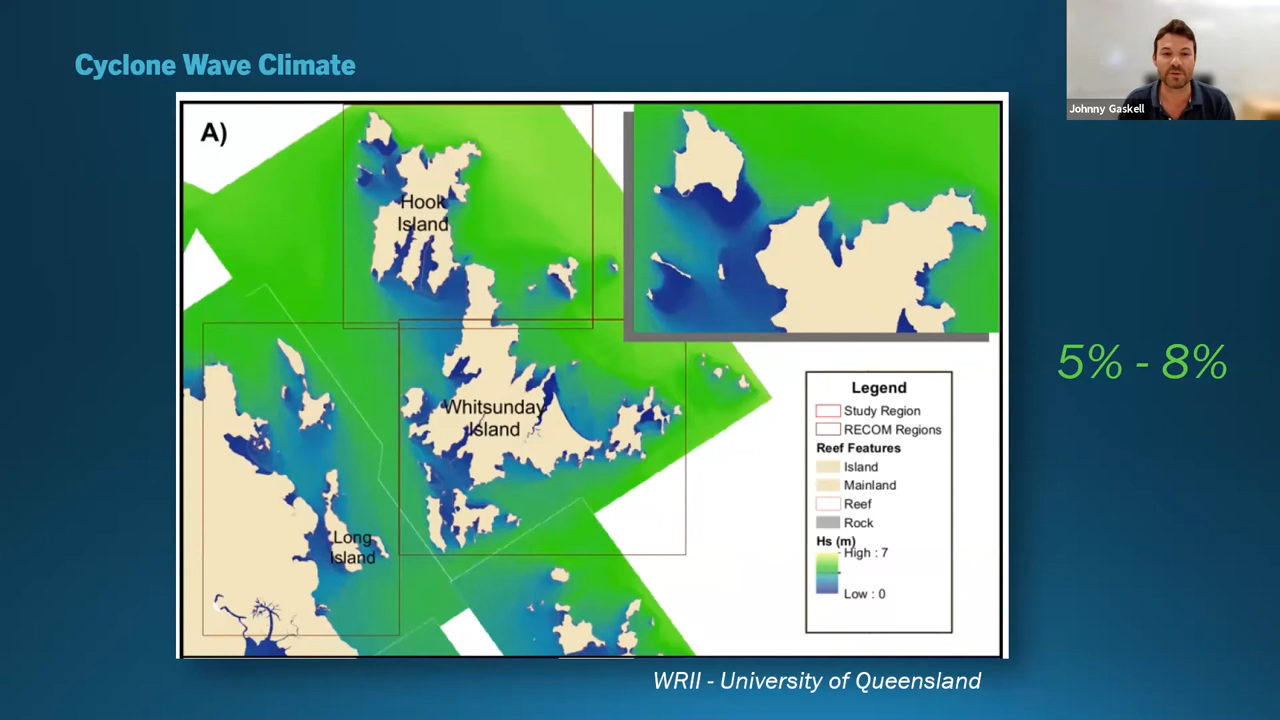 Cyclone Wave Climate
Johnny Gaskell
A)
Hook
Island
Whitsunday
Island
Long
Island
Legend
Study Region
RECOM Regions
Reef Features
Island
Mainland
Reef
Rock
Hs (m)
High : 7
Low : 0
5% - 8%
WRII - University of Queensland